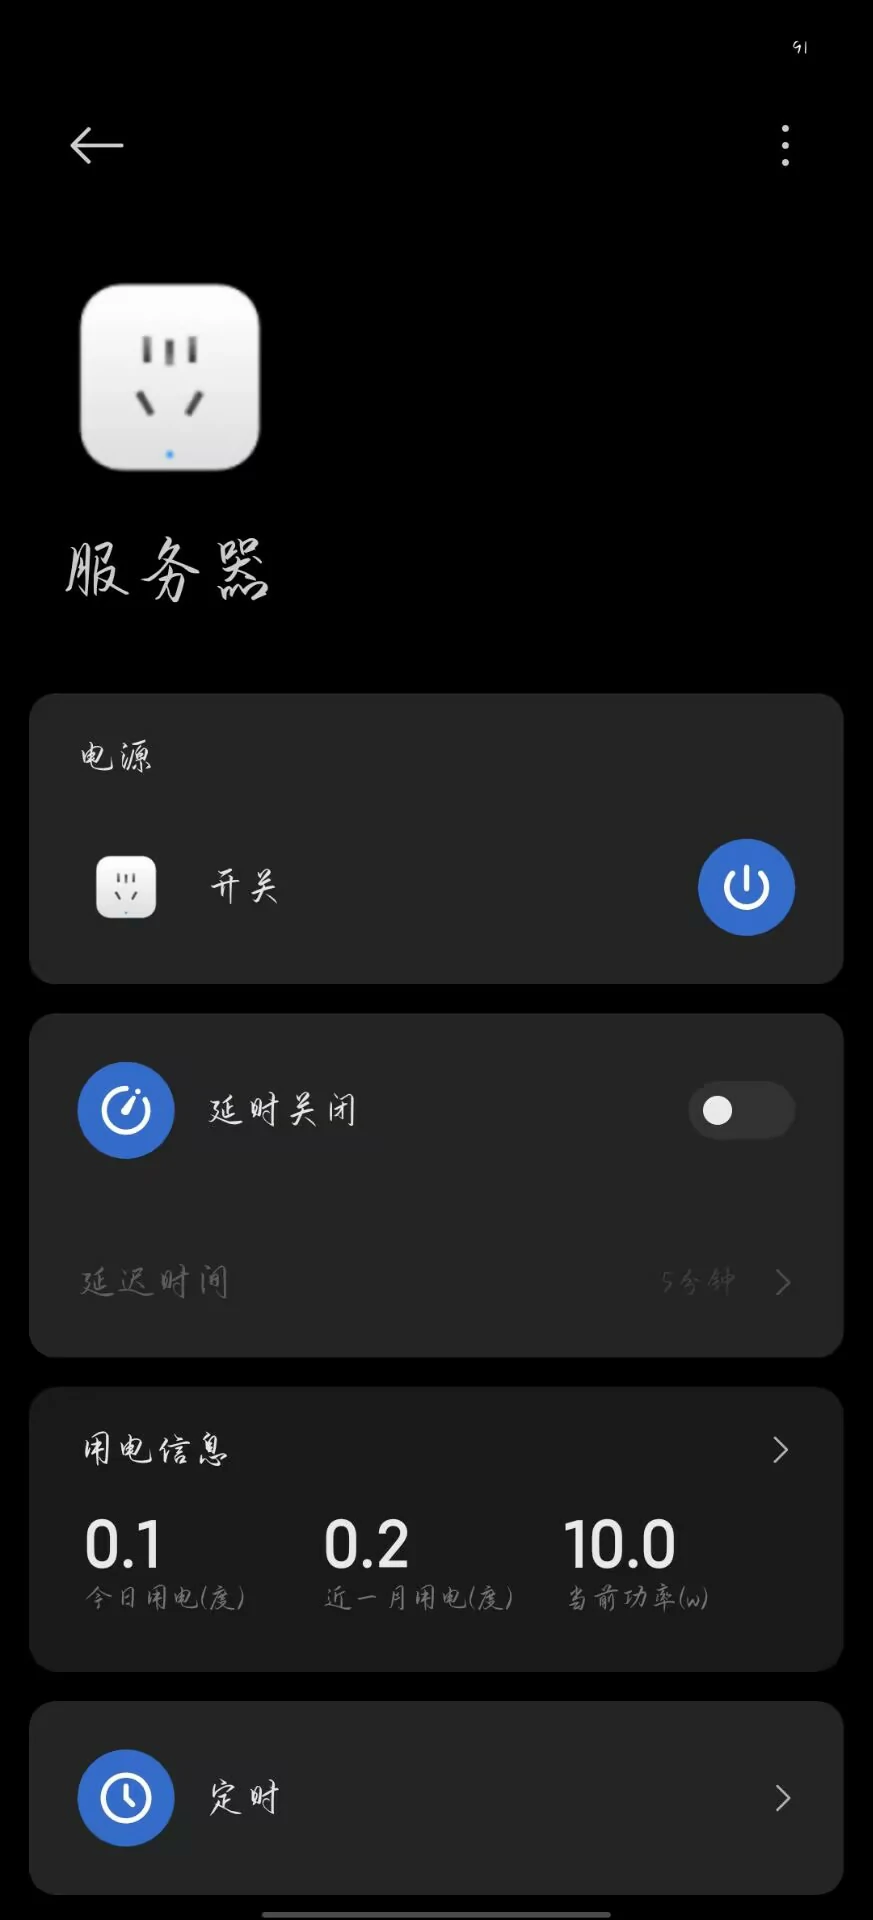 91
服务器
电源
开关
延时关闭
延迟时间 5分钟
用电信息
0.1 0.2 10.0
今日用电(度) 近一月用电(度) 当前功率(w)
定时